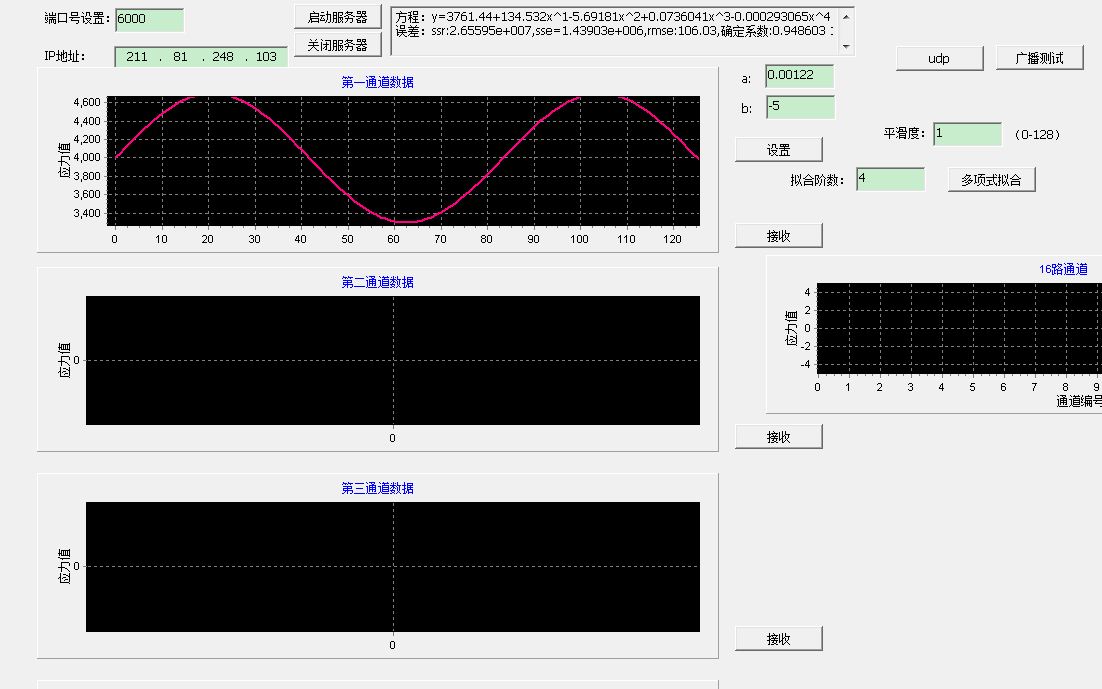 端口号设置: 6000
启动服务器
方程：y=3761.44+134.532x^1-5.69181x^2+0.0736041x^3-0.000293065x^4
误差：ssr:2.65595e+007,sse=1.43903e+006,rmse:106.03,确定系数:0.948603
关闭服务器
IP地址: 211 . 81 . 248 . 103
udp
广播测试
第一通道数据
应力值
4,600
4,400
4,200
4,000
3,800
3,600
3,400
0 10 20 30 40 50 60 70 80 90 100 110 120
a: 0.00122
b: -5
平滑度: 1 (0-128)
设置
拟合阶数: 4
多项式拟合
接收
第二通道数据
应力值
0
0
16路通道
应力值
4
2
0
-2
-4
0 1 2 3 4 5 6 7 8 9
通道编号
接收
第三通道数据
应力值
0
0
接收